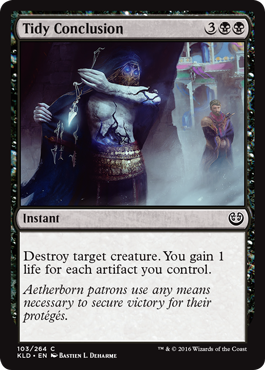 Tidy Conclusion 3
Instant
Destroy target creature. You gain 1
life for each artifact you control.
Aetherborn patrons use any means
necessary to secure victory for their
protégés.
103/264 C
KLD • EN Bastien L. Deharme
™ & © 2016 Wizards of the Coast